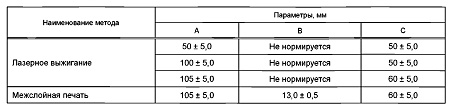 Наименование метода
Параметры, мм
A B C
Лазерное выжигание
50 ± 5,0 Не нормируется 50 ± 5,0
100 ± 5,0 Не нормируется 50 ± 5,0
105 ± 5,0 Не нормируется 60 ± 5,0
Межслойная печать 105 ± 5,0 13,0 ± 0,5 60 ± 5,0